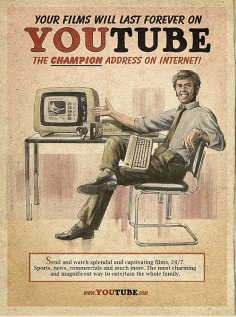 YOUR FILMS WILL LAST FOREVER ON
YOUTUBE
THE CHAMPION ADDRESS ON INTERNET!
Send and watch splendid and captivating films, 24/7.
Sports, news, commercials and much more. The most charming
and magnificent way to entertain the whole family.
WWW.YOUTUBE.COM